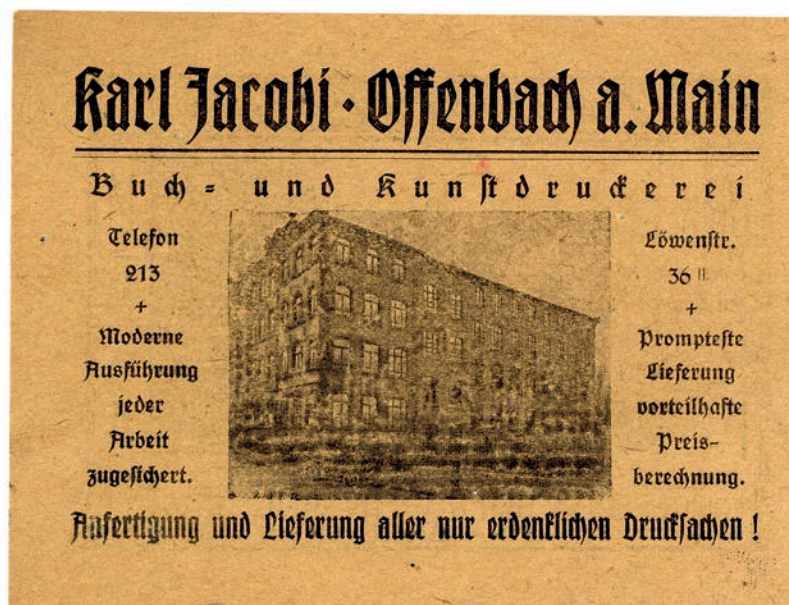 Karl Jacobi · Offenbach a. Main
Buch- und Kunstdruckerei
Telefon
213
+
Moderne
Ausführung
jeder
Arbeit
zugesichert.
Löwenstr.
36 II
+
Prompteste
Lieferung
vorteilhafte
Preis-
berechnung.
Anfertigung und Lieferung aller nur erdenklichen Drucksachen!